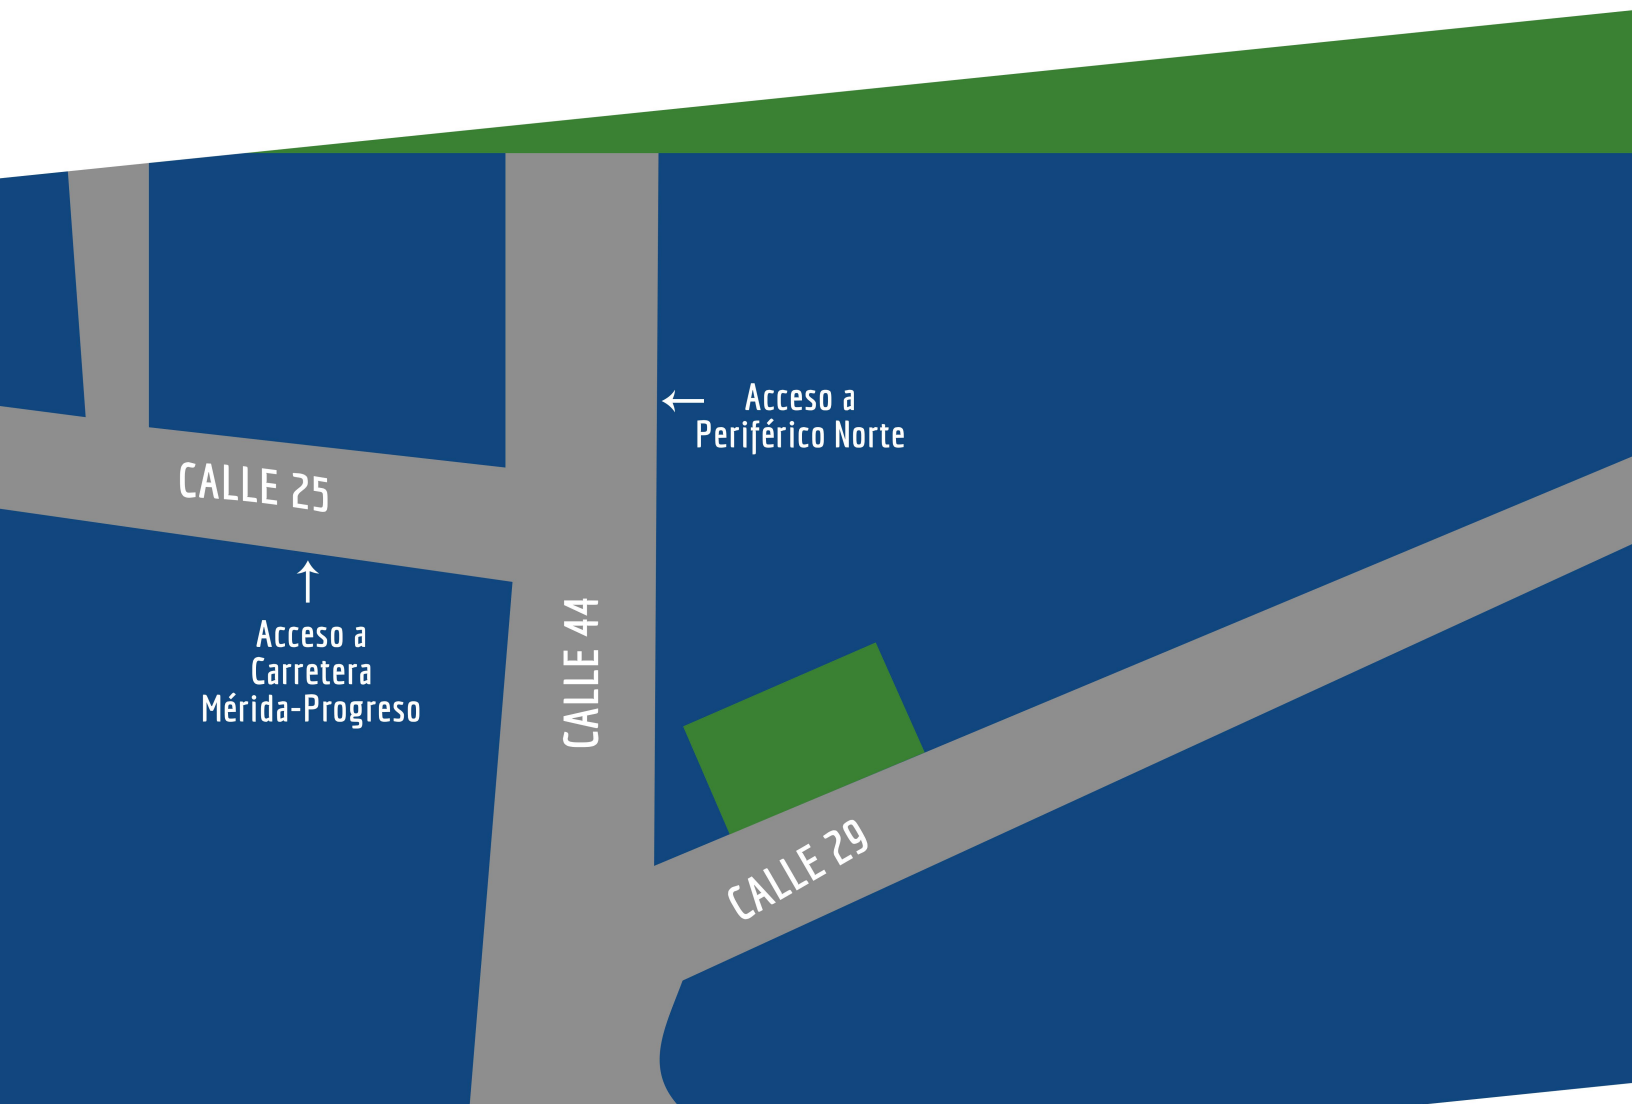 Acceso a
Periférico Norte
CALLE 25
Acceso a
Carretera
Mérida-Progreso
CALLE 44
CALLE 29